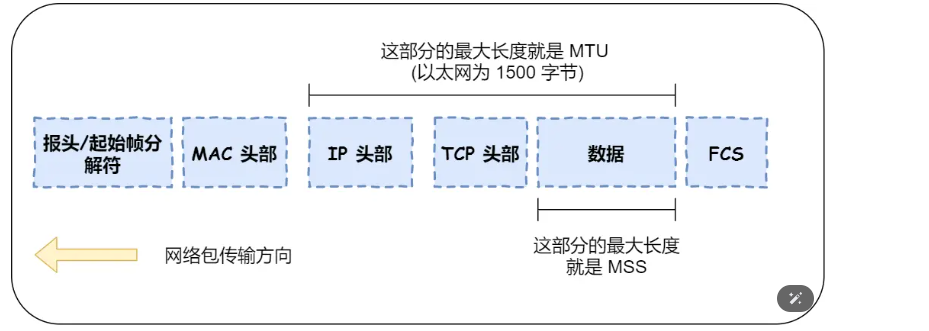 这部分的最大长度就是 MTU
(以太网为 1500 字节)
报头/起始帧分
解符
MAC 头部
IP 头部
TCP 头部
数据
FCS
网络包传输方向
这部分的最大长度
就是 MSS